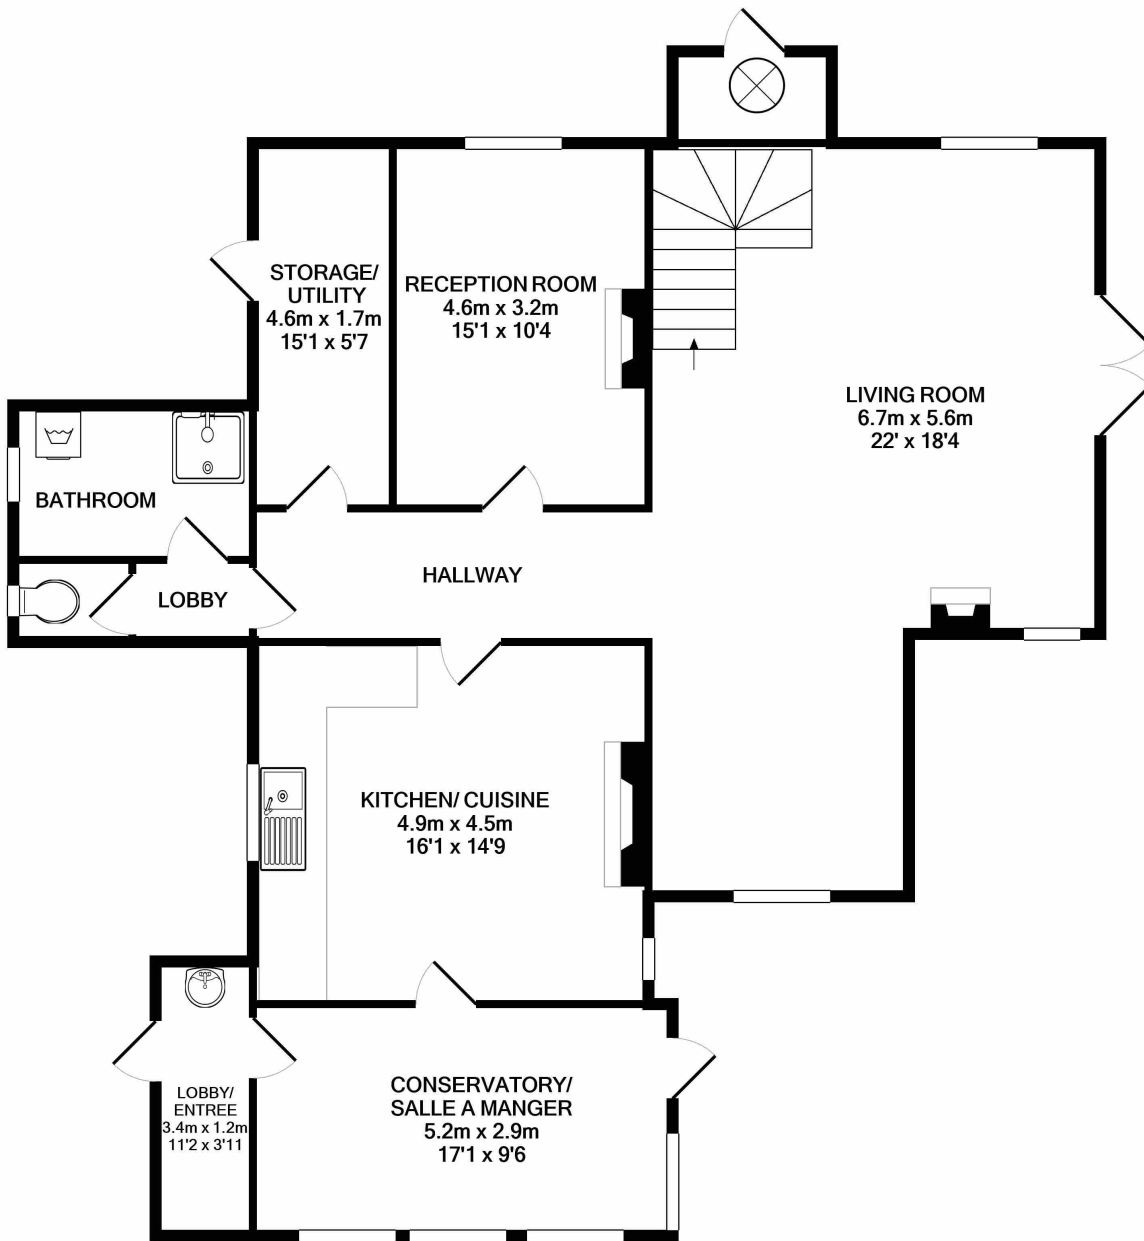 STORAGE/
UTILITY
4.6m x 1.7m
15'1 x 5'7
RECEPTION ROOM
4.6m x 3.2m
15'1 x 10'4
LIVING ROOM
6.7m x 5.6m
22' x 18'4
BATHROOM
LOBBY
HALLWAY
KITCHEN/ CUISINE
4.9m x 4.5m
16'1 x 14'9
LOBBY/
ENTREE
3.4m x 1.2m
11'2 x 3'11
CONSERVATORY/
SALLE A MANGER
5.2m x 2.9m
17'1 x 9'6